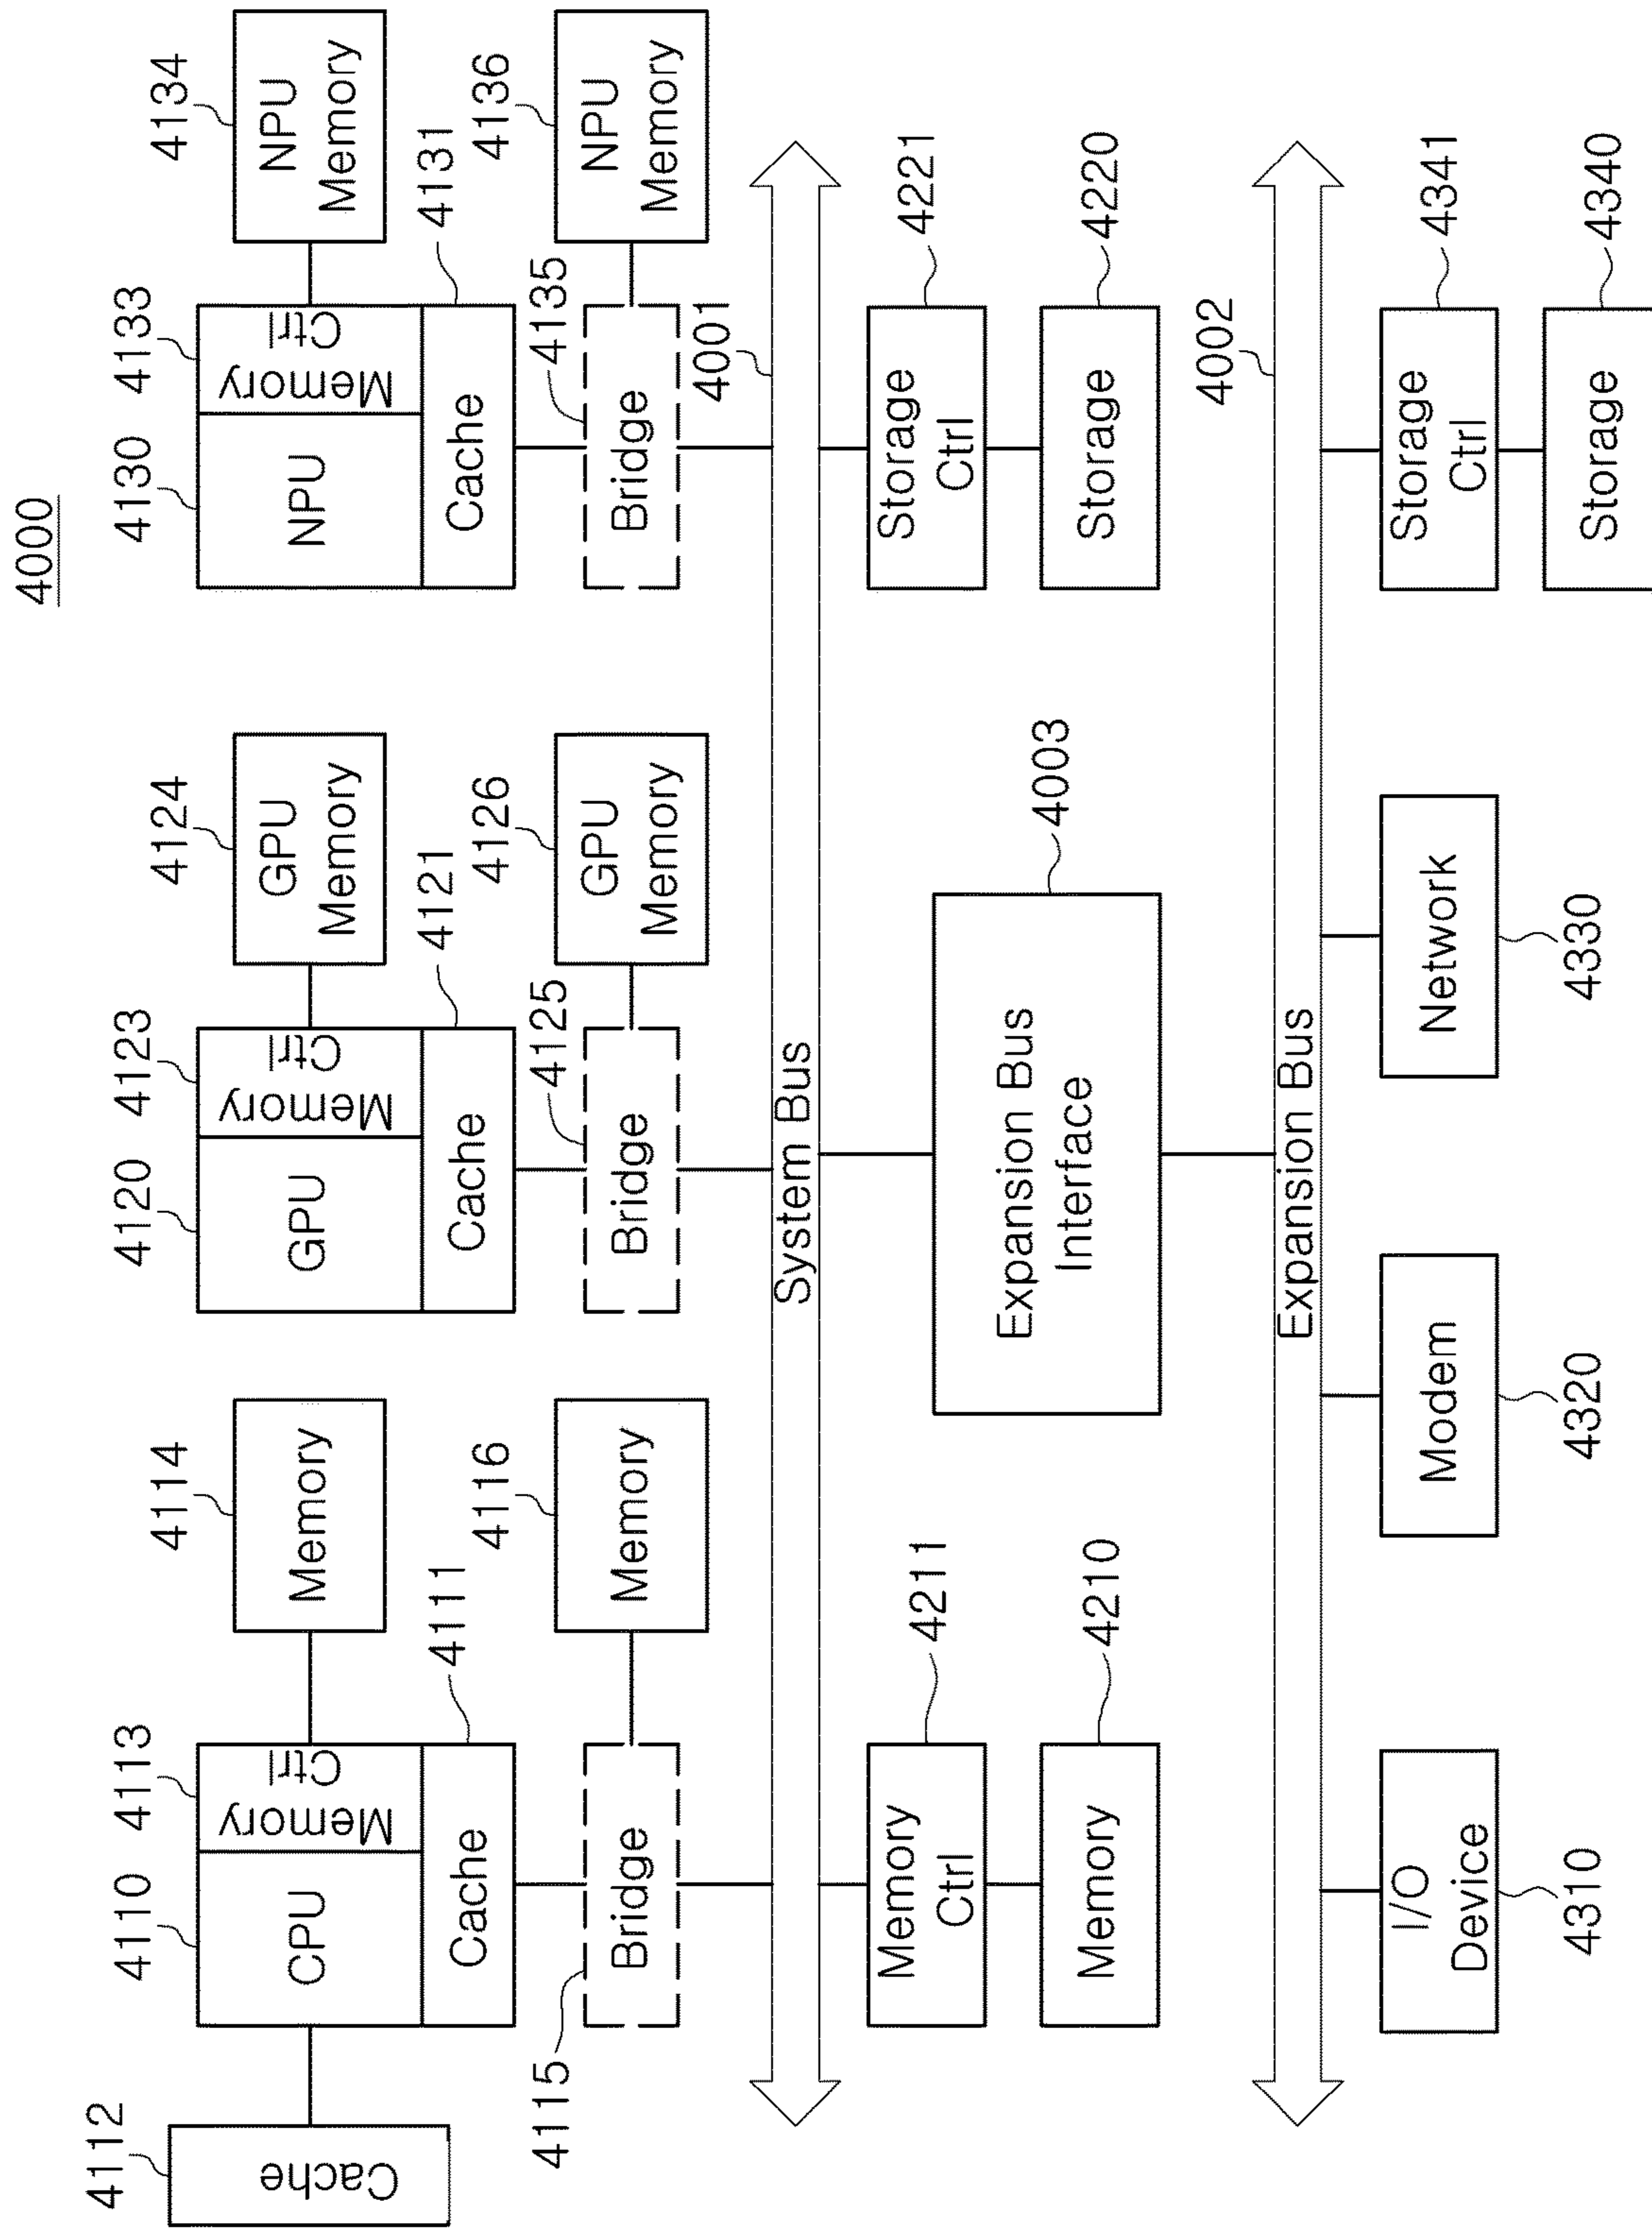 4000
4112
Cache
4110
CPU
4113
Memory
Ctrl
4114
Memory
4111
Cache
4115
Bridge
4116
Memory
4120
GPU
4123
Memory
Ctrl
4124
GPU
Memory
4121
Cache
4125
Bridge
4126
GPU
Memory
4130
NPU
4133
Memory
Ctrl
4134
NPU
Memory
4131
Cache
4135
Bridge
4136
NPU
Memory
System Bus
4001
Memory
Ctrl
4211
Memory
4210
Expansion Bus
Interface
4003
Storage
Ctrl
4221
Storage
4220
Expansion Bus
4002
I/O
Device
4310
Modem
4320
Network
4330
Storage
Ctrl
4341
Storage
4340